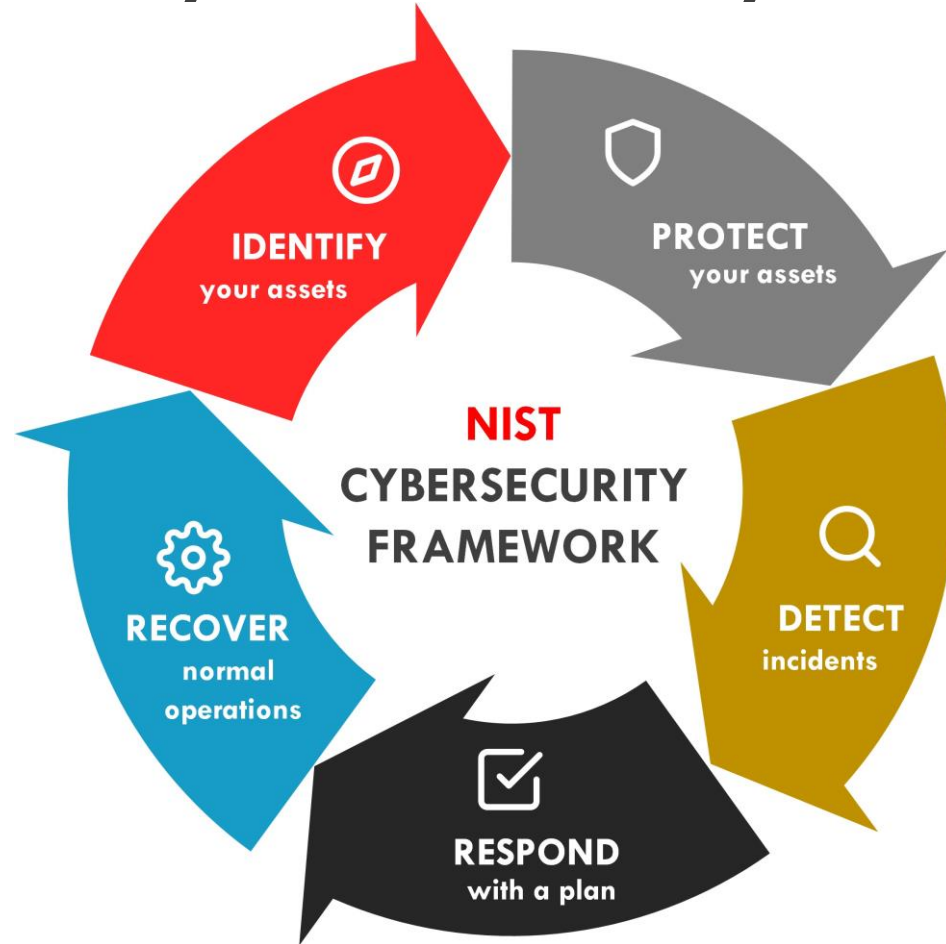 IDENTIFY
your assets
PROTECT
your assets
NIST
CYBERSECURITY
FRAMEWORK
DETECT
incidents
RECOVER
normal
operations
RESPOND
with a plan